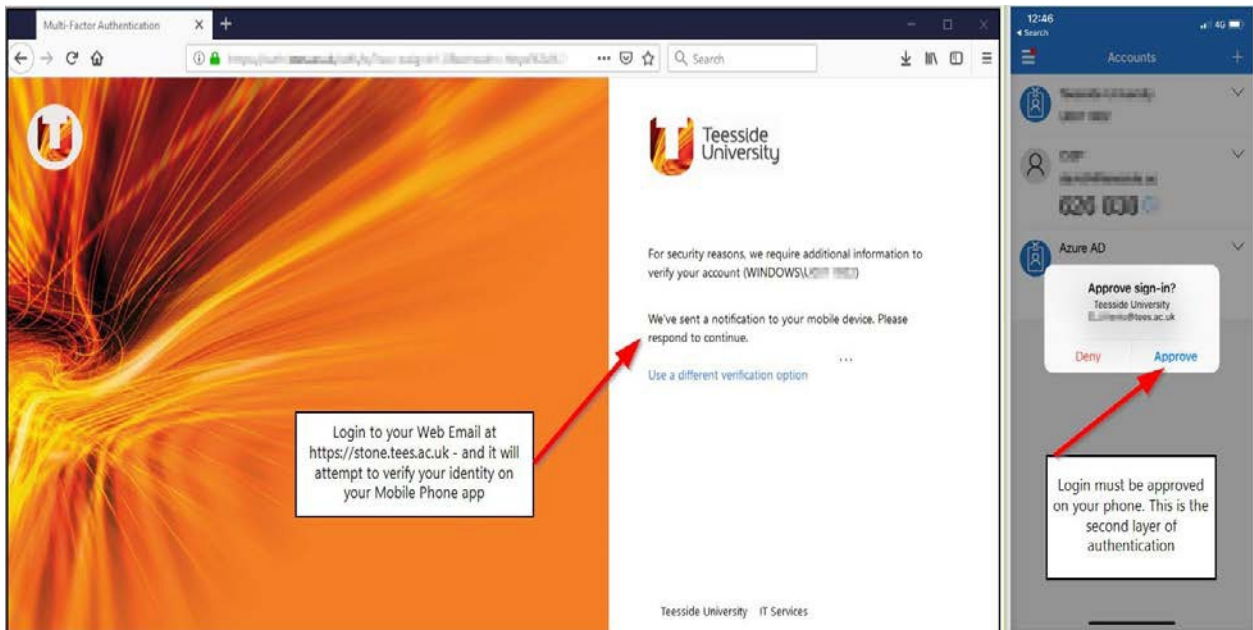 Multi-Factor Authentication
Search
Teesside
University
For security reasons, we require additional information to
verify your account (WINDOWS\
We've sent a notification to your mobile device. Please
respond to continue.
...
Use a different verification option
Login to your Web Email at
https://stone.tees.ac.uk - and it will
attempt to verify your identity on
your Mobile Phone app
Teesside University IT Services
12:46
Search
4G
Accounts
Azure AD
Approve sign-in?
Teesside University
@tees.ac.uk
Deny
Approve
Login must be approved
on your phone. This is the
second layer of
authentication